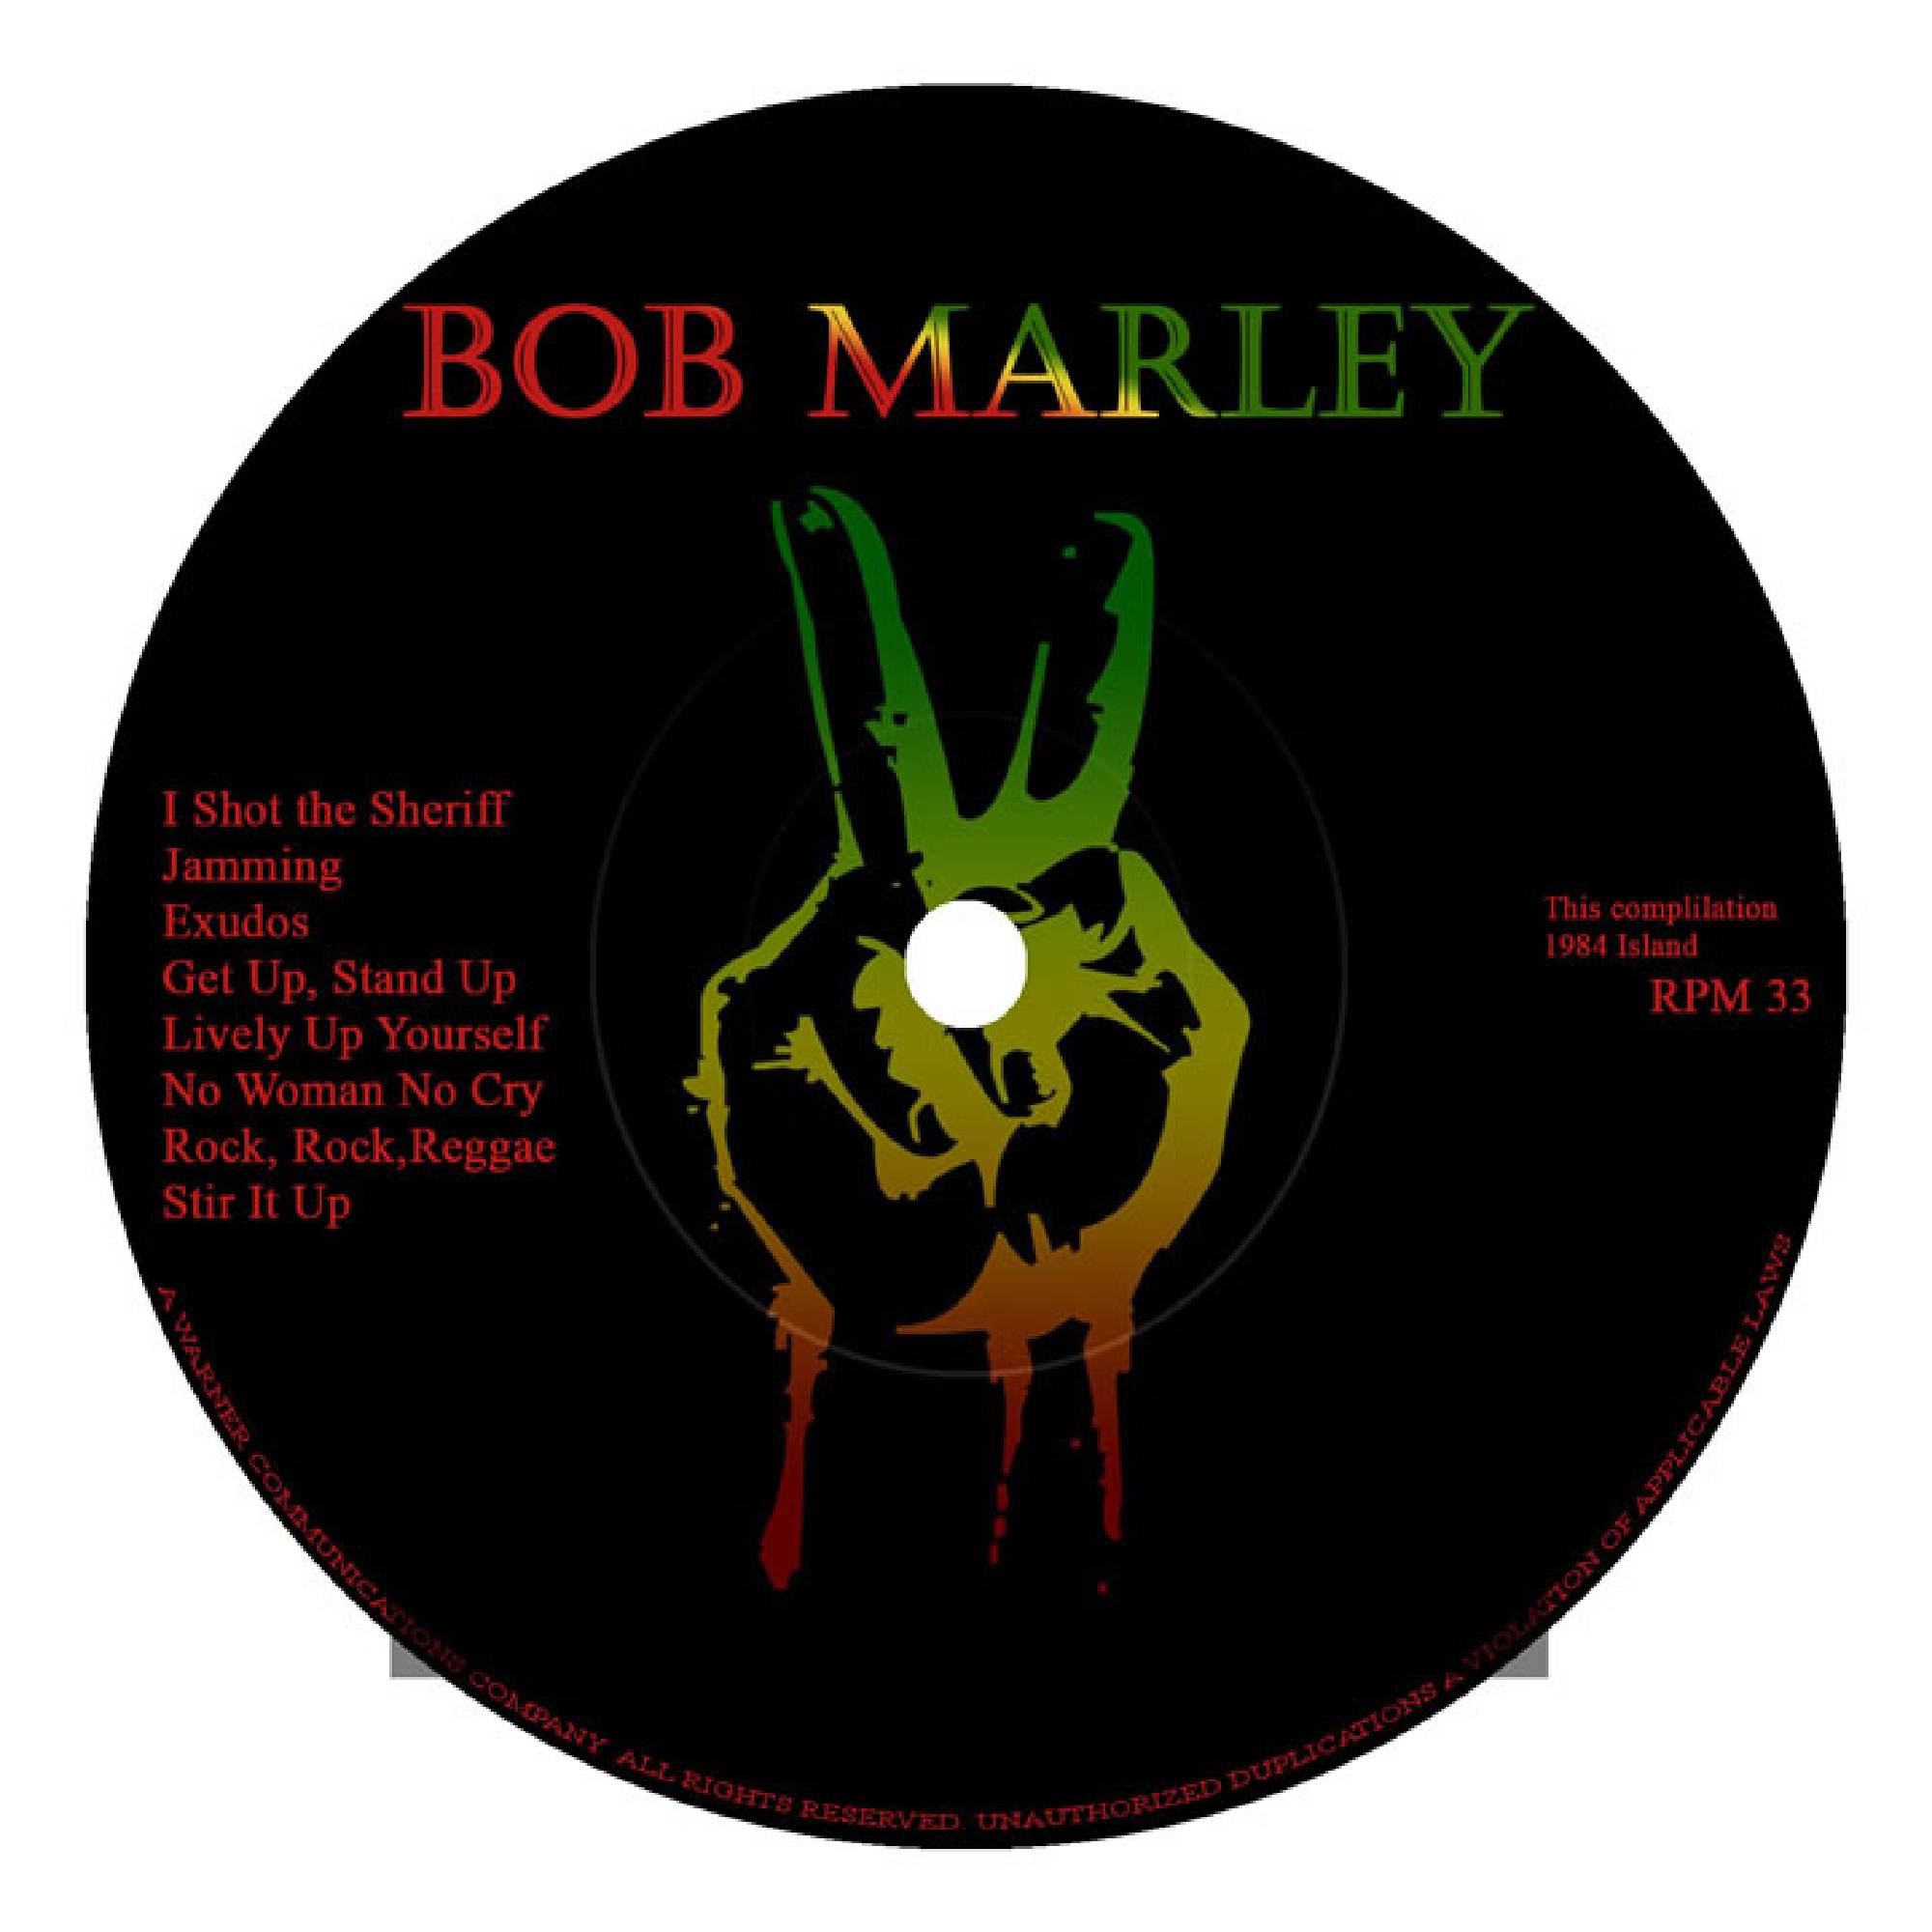 BOB MARLEY
I Shot the Sheriff
Jamming
Exudos
Get Up, Stand Up
Lively Up Yourself
No Woman No Cry
Rock, Rock,Reggae
Stir It Up
This complilation
1984 Island
RPM 33
A WARNER COMMUNICATIONS COMPANY ALL RIGHTS RESERVED. UNAUTHORIZED DUPLICATIONS A VIOLATION OF APPLICABLE LAWS